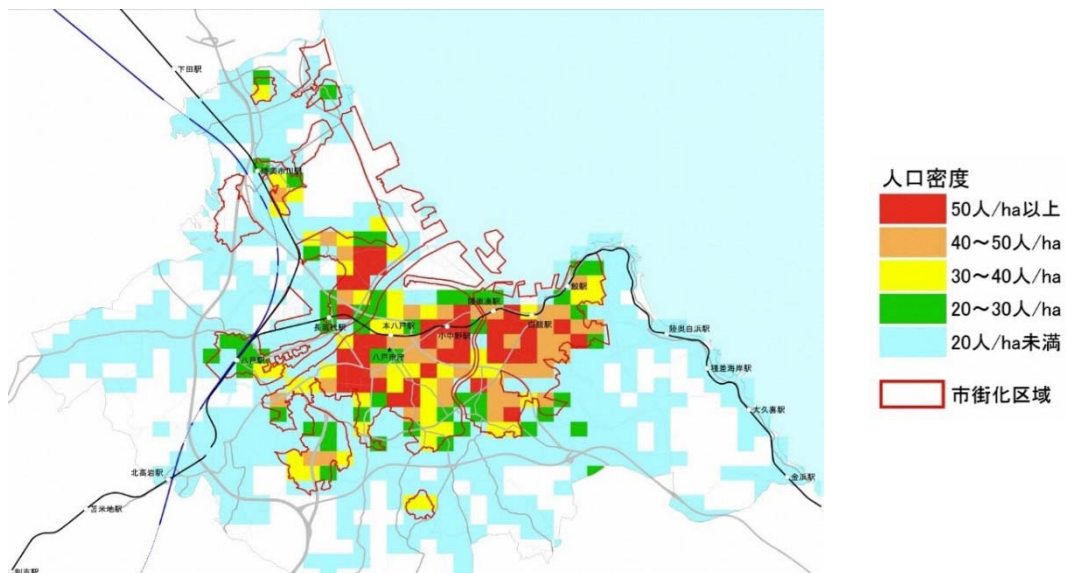 下田駅
陸奥市川駅
鮫駅
陸奥湊駅
白銀駅
長苗代駅
本八戸駅
小中野駅
陸奥白浜駅
八戸駅
種差海岸駅
大久喜駅
北高岩駅
金浜駅
苫米地駅
人口密度
50人/ha以上
40～50人/ha
30～40人/ha
20～30人/ha
20人/ha未満
市街化区域